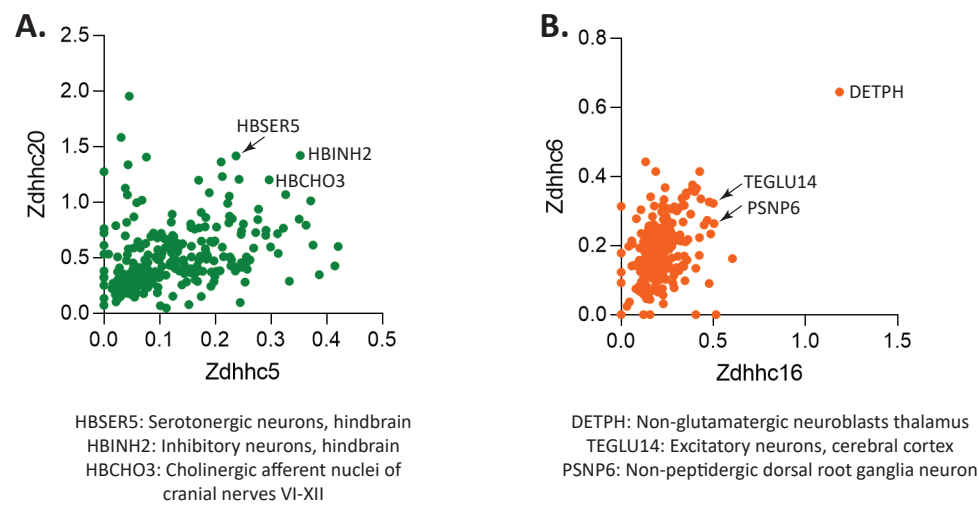 A.
2.5
2.0
1.5
1.0
0.5
0.0
Zdhhc20
HBSER5
HBINH2
HBCHO3
0.0 0.1 0.2 0.3 0.4 0.5
Zdhhc5
HBSER5: Serotonergic neurons, hindbrain
HBINH2: Inhibitory neurons, hindbrain
HBCHO3: Cholinergic afferent nuclei of
cranial nerves VI-XII
B.
0.8
0.6
0.4
0.2
0.0
Zdhhc6
DETPH
TEGLU14
PSNP6
0.0 0.5 1.0 1.5
Zdhhc16
DETPH: Non-glutamatergic neuroblasts thalamus
TEGLU14: Excitatory neurons, cerebral cortex
PSNP6: Non-peptidergic dorsal root ganglia neuron